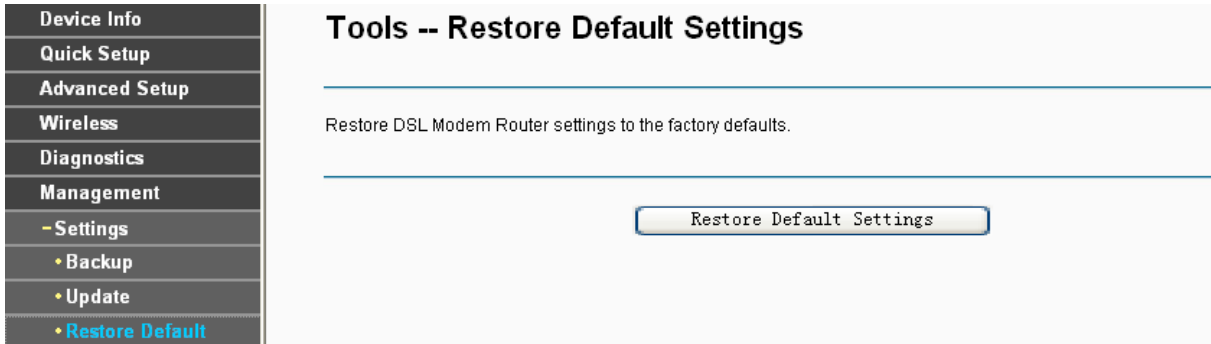 Device Info
Quick Setup
Advanced Setup
Wireless
Diagnostics
Management
-Settings
•Backup
•Update
•Restore Default
Tools -- Restore Default Settings
Restore DSL Modem Router settings to the factory defaults.
Restore Default Settings